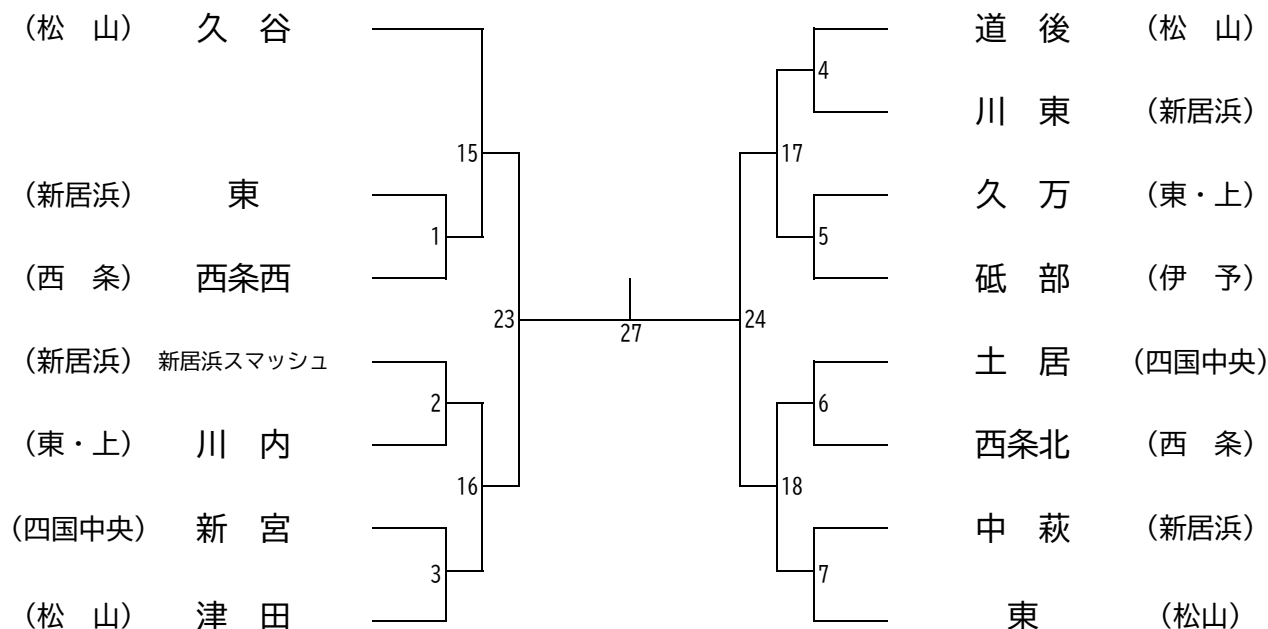 (松　山)　久　谷　道　後　(松　山)
4
川　東　(新居浜)
15　17
(新居浜)　東　久　万　(東・上)
1　5
(西　条)　西条西　砥　部　(伊　予)
23　24
27
(新居浜)　新居浜スマッシュ　土　居　(四国中央)
2　6
(東・上)　川　内　西条北　(西　条)
16　18
(四国中央)　新　宮　中　萩　(新居浜)
3　7
(松　山)　津　田　東　(松山)